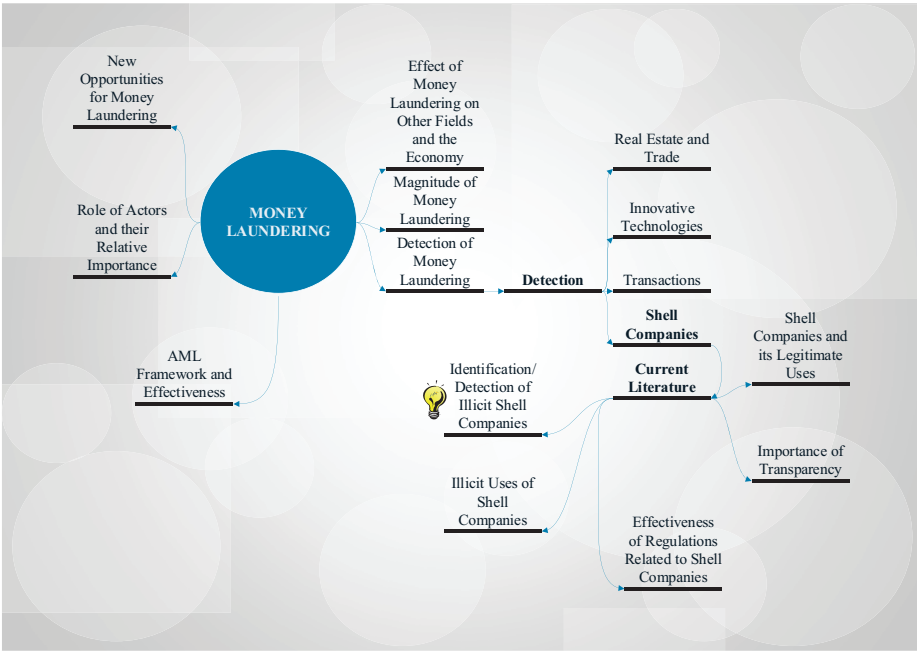 New
Opportunities
for Money
Laundering
Role of Actors
and their
Relative
Importance
AML
Framework and
Effectiveness
MONEY
LAUNDERING
Effect of
Money
Laundering on
Other Fields
and the
Economy
Magnitude of
Money
Laundering
Detection of
Money
Laundering
Detection
Real Estate and
Trade
Innovative
Technologies
Transactions
Shell
Companies
Current
Literature
Shell
Companies and
its Legitimate
Uses
Importance of
Transparency
Identification/
Detection of
Illicit Shell
Companies
Illicit Uses of
Shell
Companies
Effectiveness
of Regulations
Related to Shell
Companies